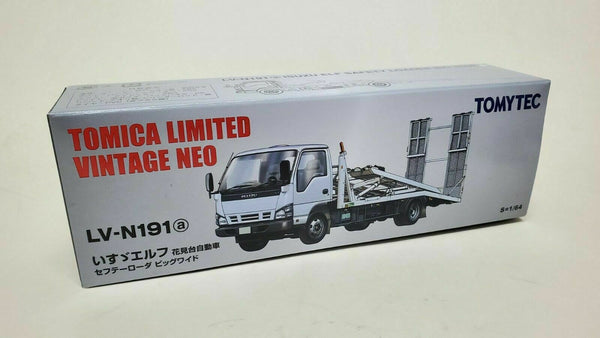 TOMICA LIMITED
VINTAGE NEO
TOMYTEC
LV-N191 ⓐ
いすゞエルフ 花見台自動車
セフテーローダ ビッグワイド
S=1/64
ISUZU